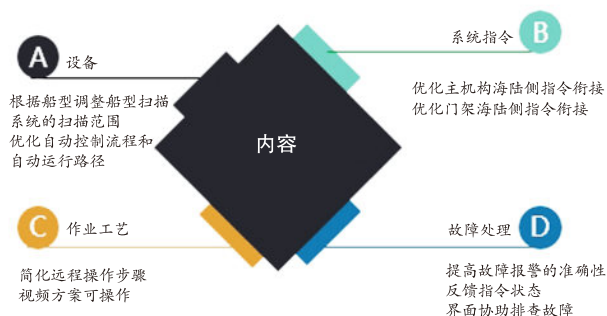 A
设备
根据船型调整船型扫描
系统的扫描范围
优化自动控制流程和
自动运行路径
系统指令
B
优化主机构海陆侧指令衔接
优化门架海陆侧指令衔接
内容
C
作业工艺
简化远程操作步骤
视频方案可操作
故障处理
D
提高故障报警的准确性
反馈指令状态
界面协助排查故障